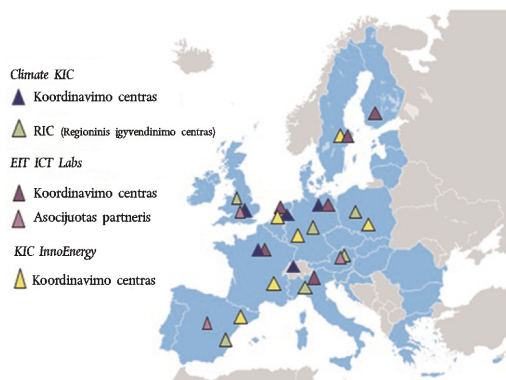 Climate KIC
Koordinavimo centras
RIC (Regioninis įgyvendinimo centras)
EIT ICT Labs
Koordinavimo centras
Asocijuotas partneris
KIC InnoEnergy
Koordinavimo centras